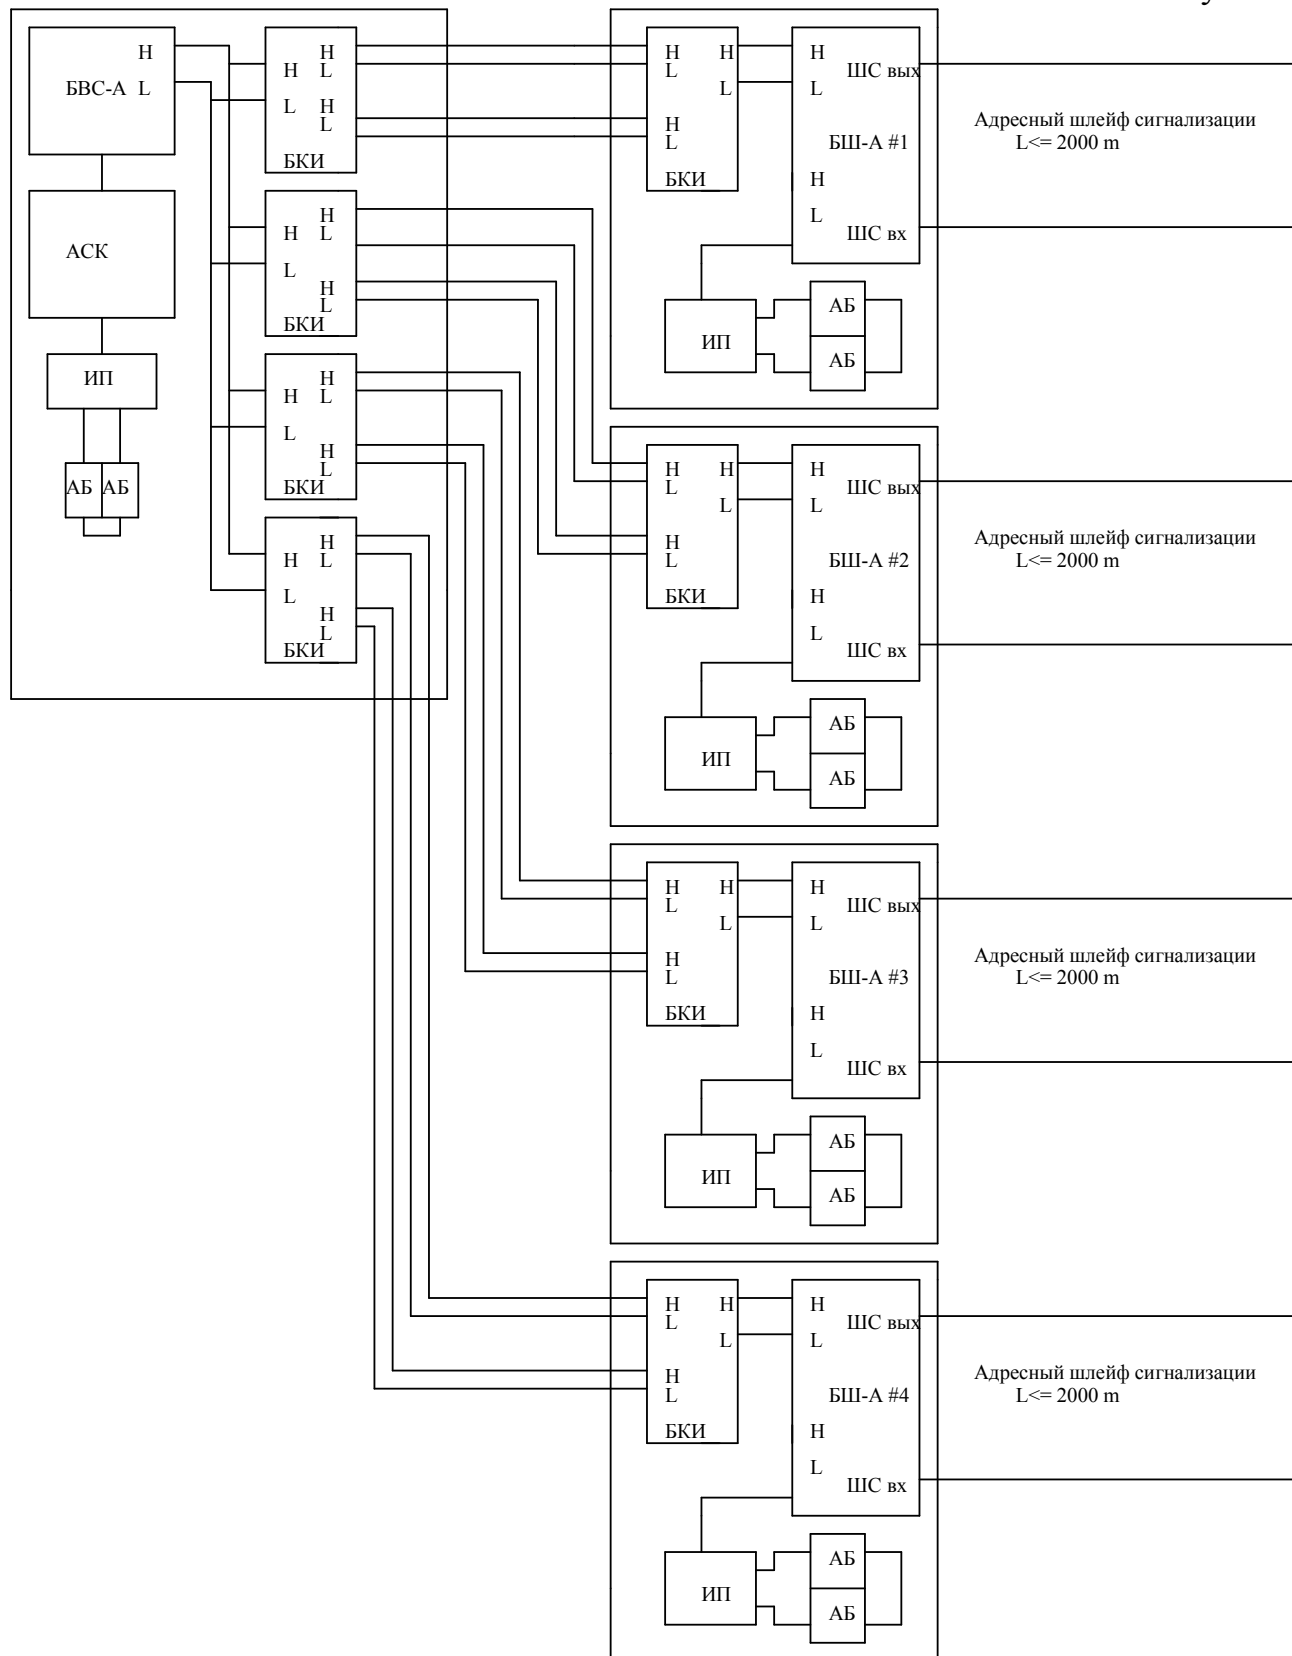 БВС-А
H
L
АСК
ИП
АБ
АБ
H
L
H
L
H
L
БКИ
H
L
H
L
H
L
БКИ
H
L
H
L
H
L
БКИ
H
L
H
L
H
L
БКИ
H
L
H
L
H
L
БКИ
H
L
ШС вых
БШ-А #1
H
L
ШС вх
ИП
АБ
АБ
Адресный шлейф сигнализации
L<= 2000 m
H
L
H
L
H
L
БКИ
H
L
ШС вых
БШ-А #2
H
L
ШС вх
ИП
АБ
АБ
Адресный шлейф сигнализации
L<= 2000 m
H
L
H
L
H
L
БКИ
H
L
ШС вых
БШ-А #3
H
L
ШС вх
ИП
АБ
АБ
Адресный шлейф сигнализации
L<= 2000 m
H
L
H
L
H
L
БКИ
H
L
ШС вых
БШ-А #4
H
L
ШС вх
ИП
АБ
АБ
Адресный шлейф сигнализации
L<= 2000 m